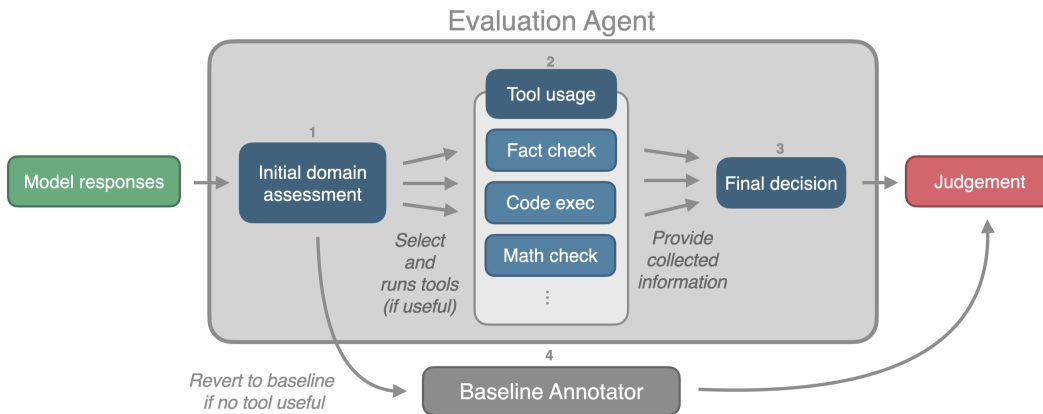 Evaluation Agent
1
2
3
Model responses
Initial domain
assessment
Select
and
runs tools
(if useful)
Tool usage
Fact check
Code exec
Math check
⋮
Provide
collected
information
Final decision
Judgement
Revert to baseline
if no tool useful
4
Baseline Annotator